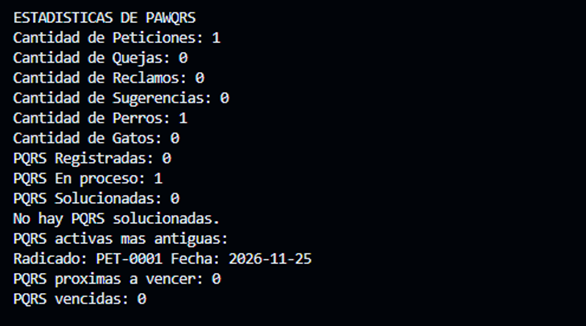 ESTADISTICAS DE PAWQRS
Cantidad de Peticiones: 1
Cantidad de Quejas: 0
Cantidad de Reclamos: 0
Cantidad de Sugerencias: 0
Cantidad de Perros: 1
Cantidad de Gatos: 0
PQRS Registradas: 0
PQRS En proceso: 1
PQRS Solucionadas: 0
No hay PQRS solucionadas.
PQRS activas mas antiguas:
Radicado: PET-0001 Fecha: 2026-11-25
PQRS proximas a vencer: 0
PQRS vencidas: 0